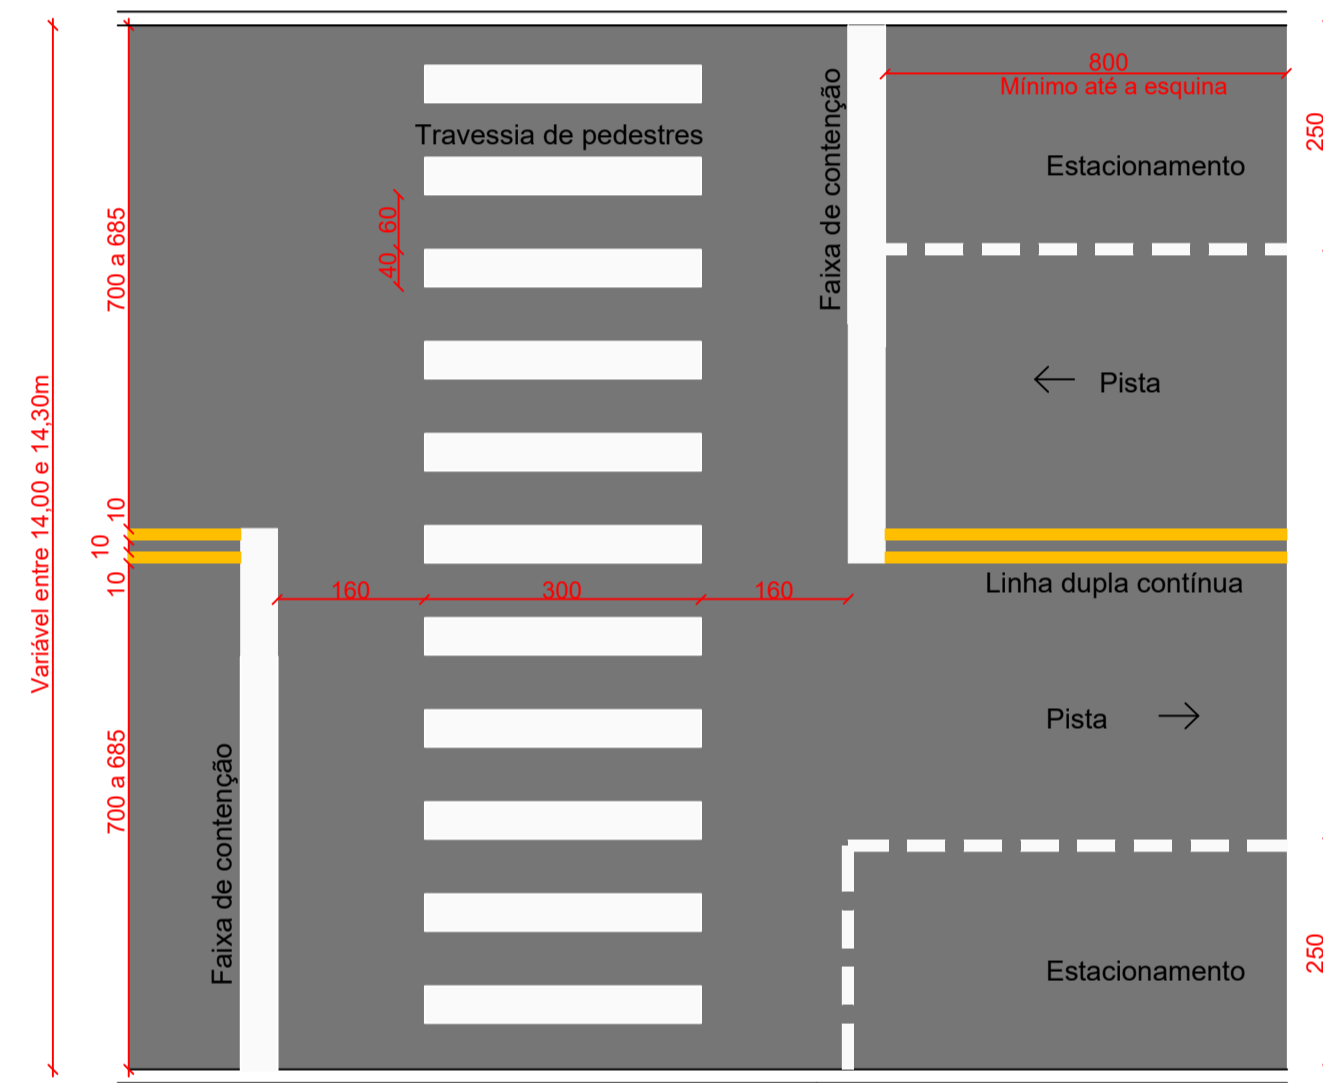 800
Mínimo até a esquina
250
Travessia de pedestres
Faixa de contenção
Estacionamento
60
40
700 a 685
Pista
Variável entre 14,00 e 14,30m
10
10
10
160
300
160
Linha dupla contínua
Pista
700 a 685
Faixa de contenção
Estacionamento
250